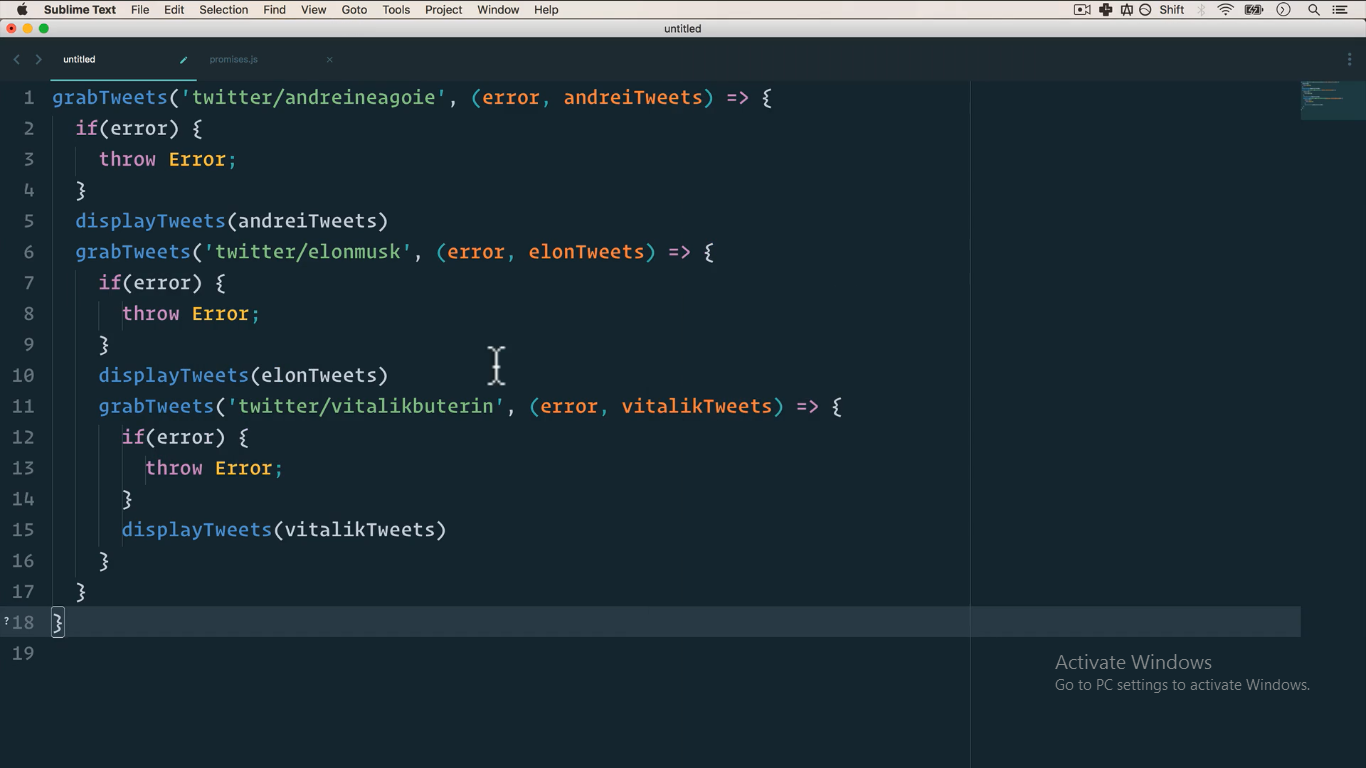 Sublime Text File Edit Selection Find View Goto Tools Project Window Help Shift
untitled
untitled promises.js
1 grabTweets('twitter/andreineagoie', (error, andreiTweets) => {
2 if(error) {
3 throw Error;
4 }
5 displayTweets(andreiTweets)
6 grabTweets('twitter/elonmusk', (error, elonTweets) => {
7 if(error) {
8 throw Error;
9 }
10 displayTweets(elonTweets)
11 grabTweets('twitter/vitalikbuterin', (error, vitalikTweets) => {
12 if(error) {
13 throw Error;
14 }
15 displayTweets(vitalikTweets)
16 }
17 }
? 18 }
19
Activate Windows
Go to PC settings to activate Windows.